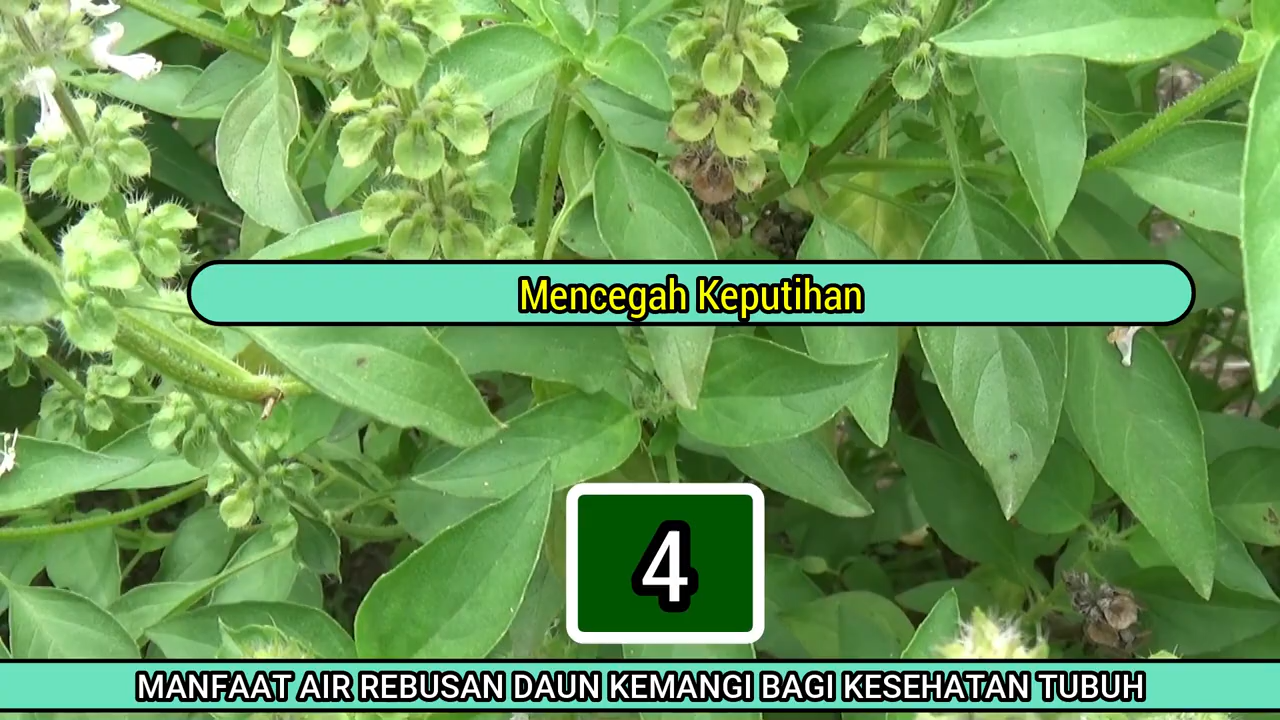 Mencegah Keputihan
4
MANFAAT AIR REBUSAN DAUN KEMANGI BAGI KESEHATAN TUBUH